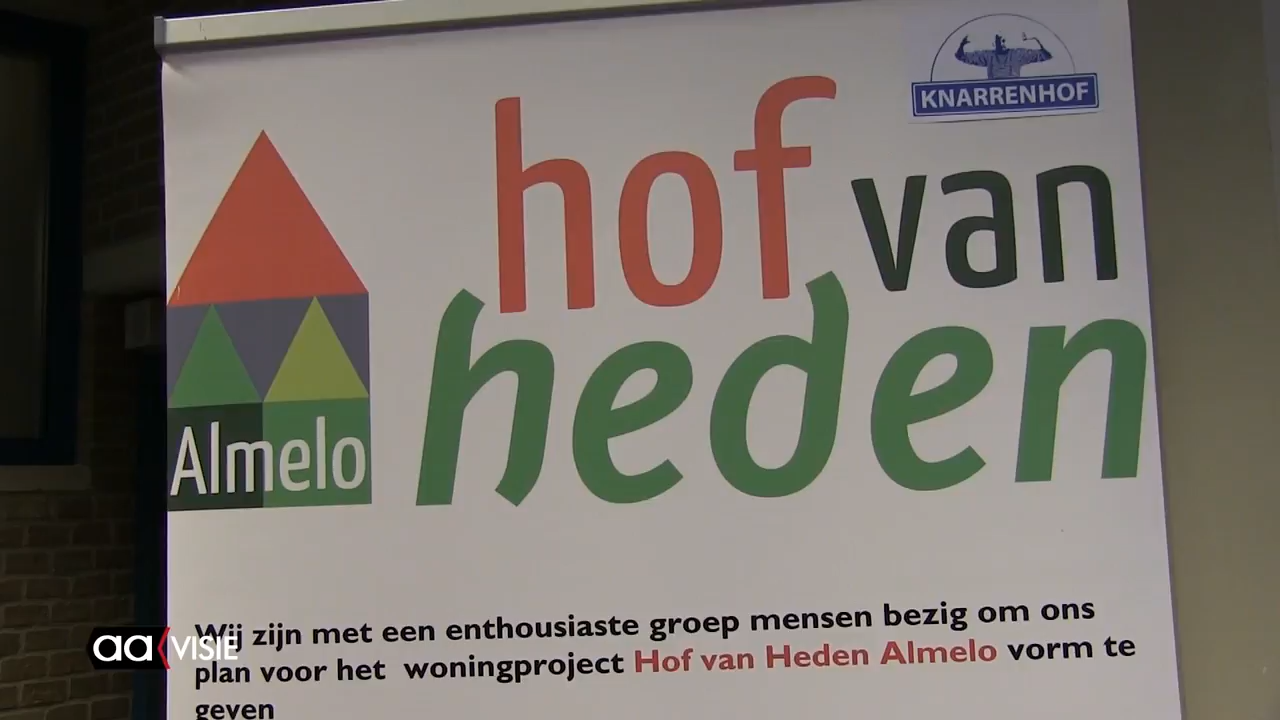 KNARRENHOF
hof van
heden
Almelo
Wij zijn met een enthousiaste groep mensen bezig om ons
plan voor het woningproject Hof van Heden Almelo vorm te
geven
aa VISIE